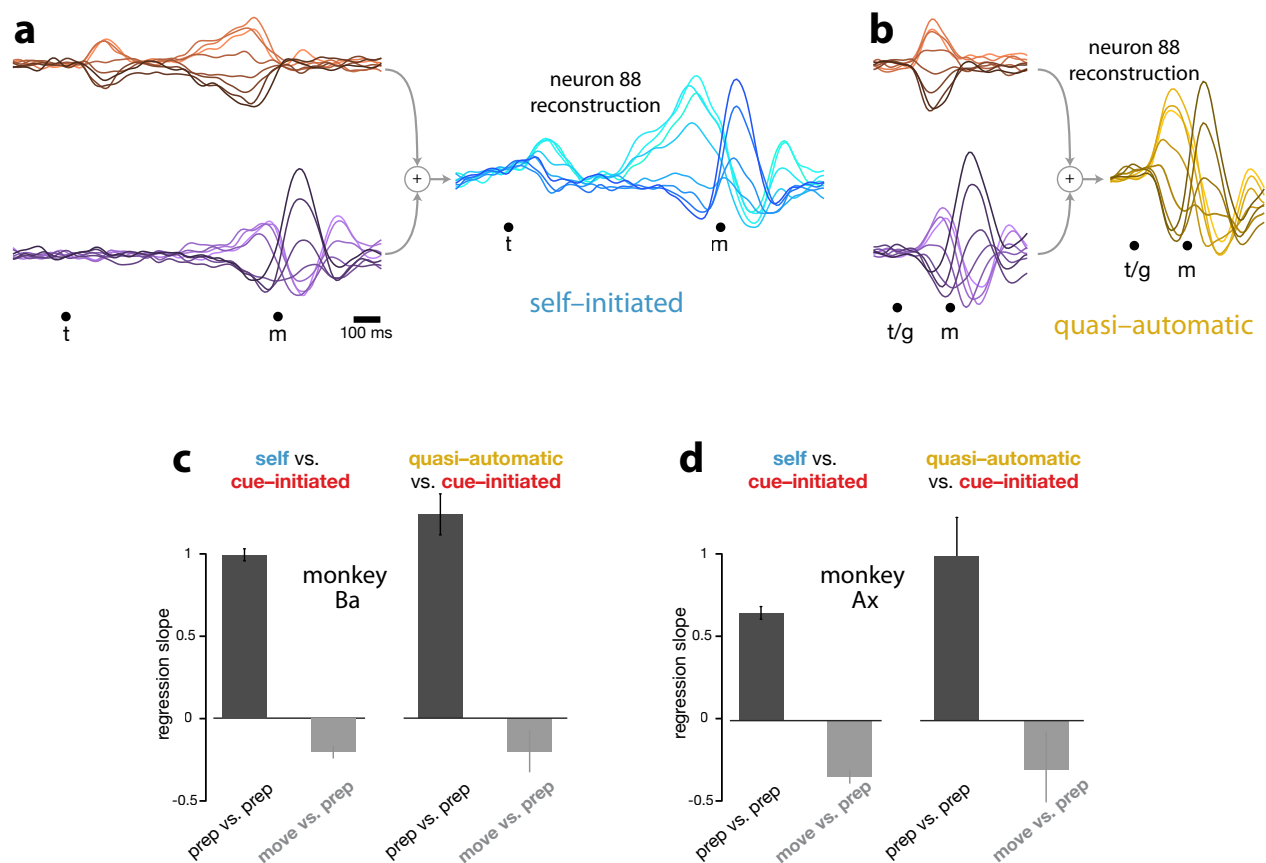 a
neuron 88
reconstruction
+
t
m
t
m
100 ms
self–initiated
b
neuron 88
reconstruction
+
t/g
m
t/g
m
quasi–automatic
c
self vs.
cue–initiated
quasi–automatic
vs. cue–initiated
regression slope
1
0.5
0
-0.5
monkey
Ba
prep vs. prep
move vs. prep
prep vs. prep
move vs. prep
d
self vs.
cue–initiated
quasi–automatic
vs. cue–initiated
regression slope
1
0.5
0
-0.5
monkey
Ax
prep vs. prep
move vs. prep
prep vs. prep
move vs. prep